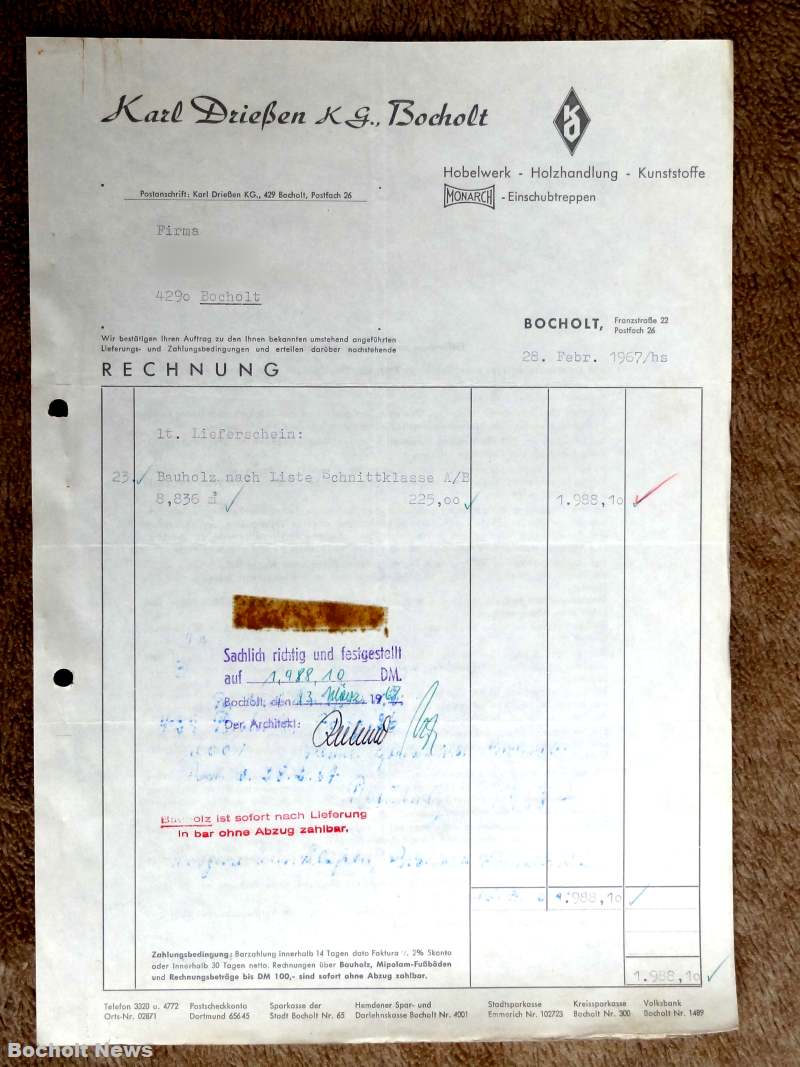 Karl Drießen KG., Bocholt
Hobelwerk - Holzhandlung - Kunststoffe
MONARCH - Einschubtreppen
Postanschrift: Karl Drießen KG., 429 Bocholt, Postfach 26
Firma
4290 Bocholt
BOCHOLT, Franzstraße 22
Postfach 26
Wir bestätigen Ihren Auftrag zu den Ihnen bekannten umstehend angeführten
Lieferungs- und Zahlungsbedingungen und erteilen darüber nachstehende
28. Febr. 1967/hs
RECHNUNG
lt. Lieferschein:
23. Bauholz nach Liste Schnittklasse A/B
8,836 m³ 225,00 1.988,10
Sachlich richtig und festgestellt
auf 1,988,10 DM.
Bocholt, den 13. März 19
Der Architekt:
Bauholz ist sofort nach Lieferung
in bar ohne Abzug zahlbar.
1.988,10
Zahlungsbedingung: Barzahlung innerhalb 14 Tagen dato Faktura ./. 2% Skonto
oder innerhalb 30 Tagen netto. Rechnungen über Bauholz, Mipolam-Fußböden
und Rechnungsbeträge bis DM 100,- sind sofort ohne Abzug zahlbar.
1.988,10
Telefon 3320 u. 4772 Postscheckkonto Sparkasse der Hemdener Spar- und Stadtsparkasse Kreissparkasse Volksbank
Orts-Nr. 02871 Dortmund 65645 Stadt Bocholt Nr. 65 Darlehnskasse Bocholt Nr. 4001 Emmerich Nr. 102723 Bocholt Nr. 300 Bocholt Nr. 1489
Bocholt News